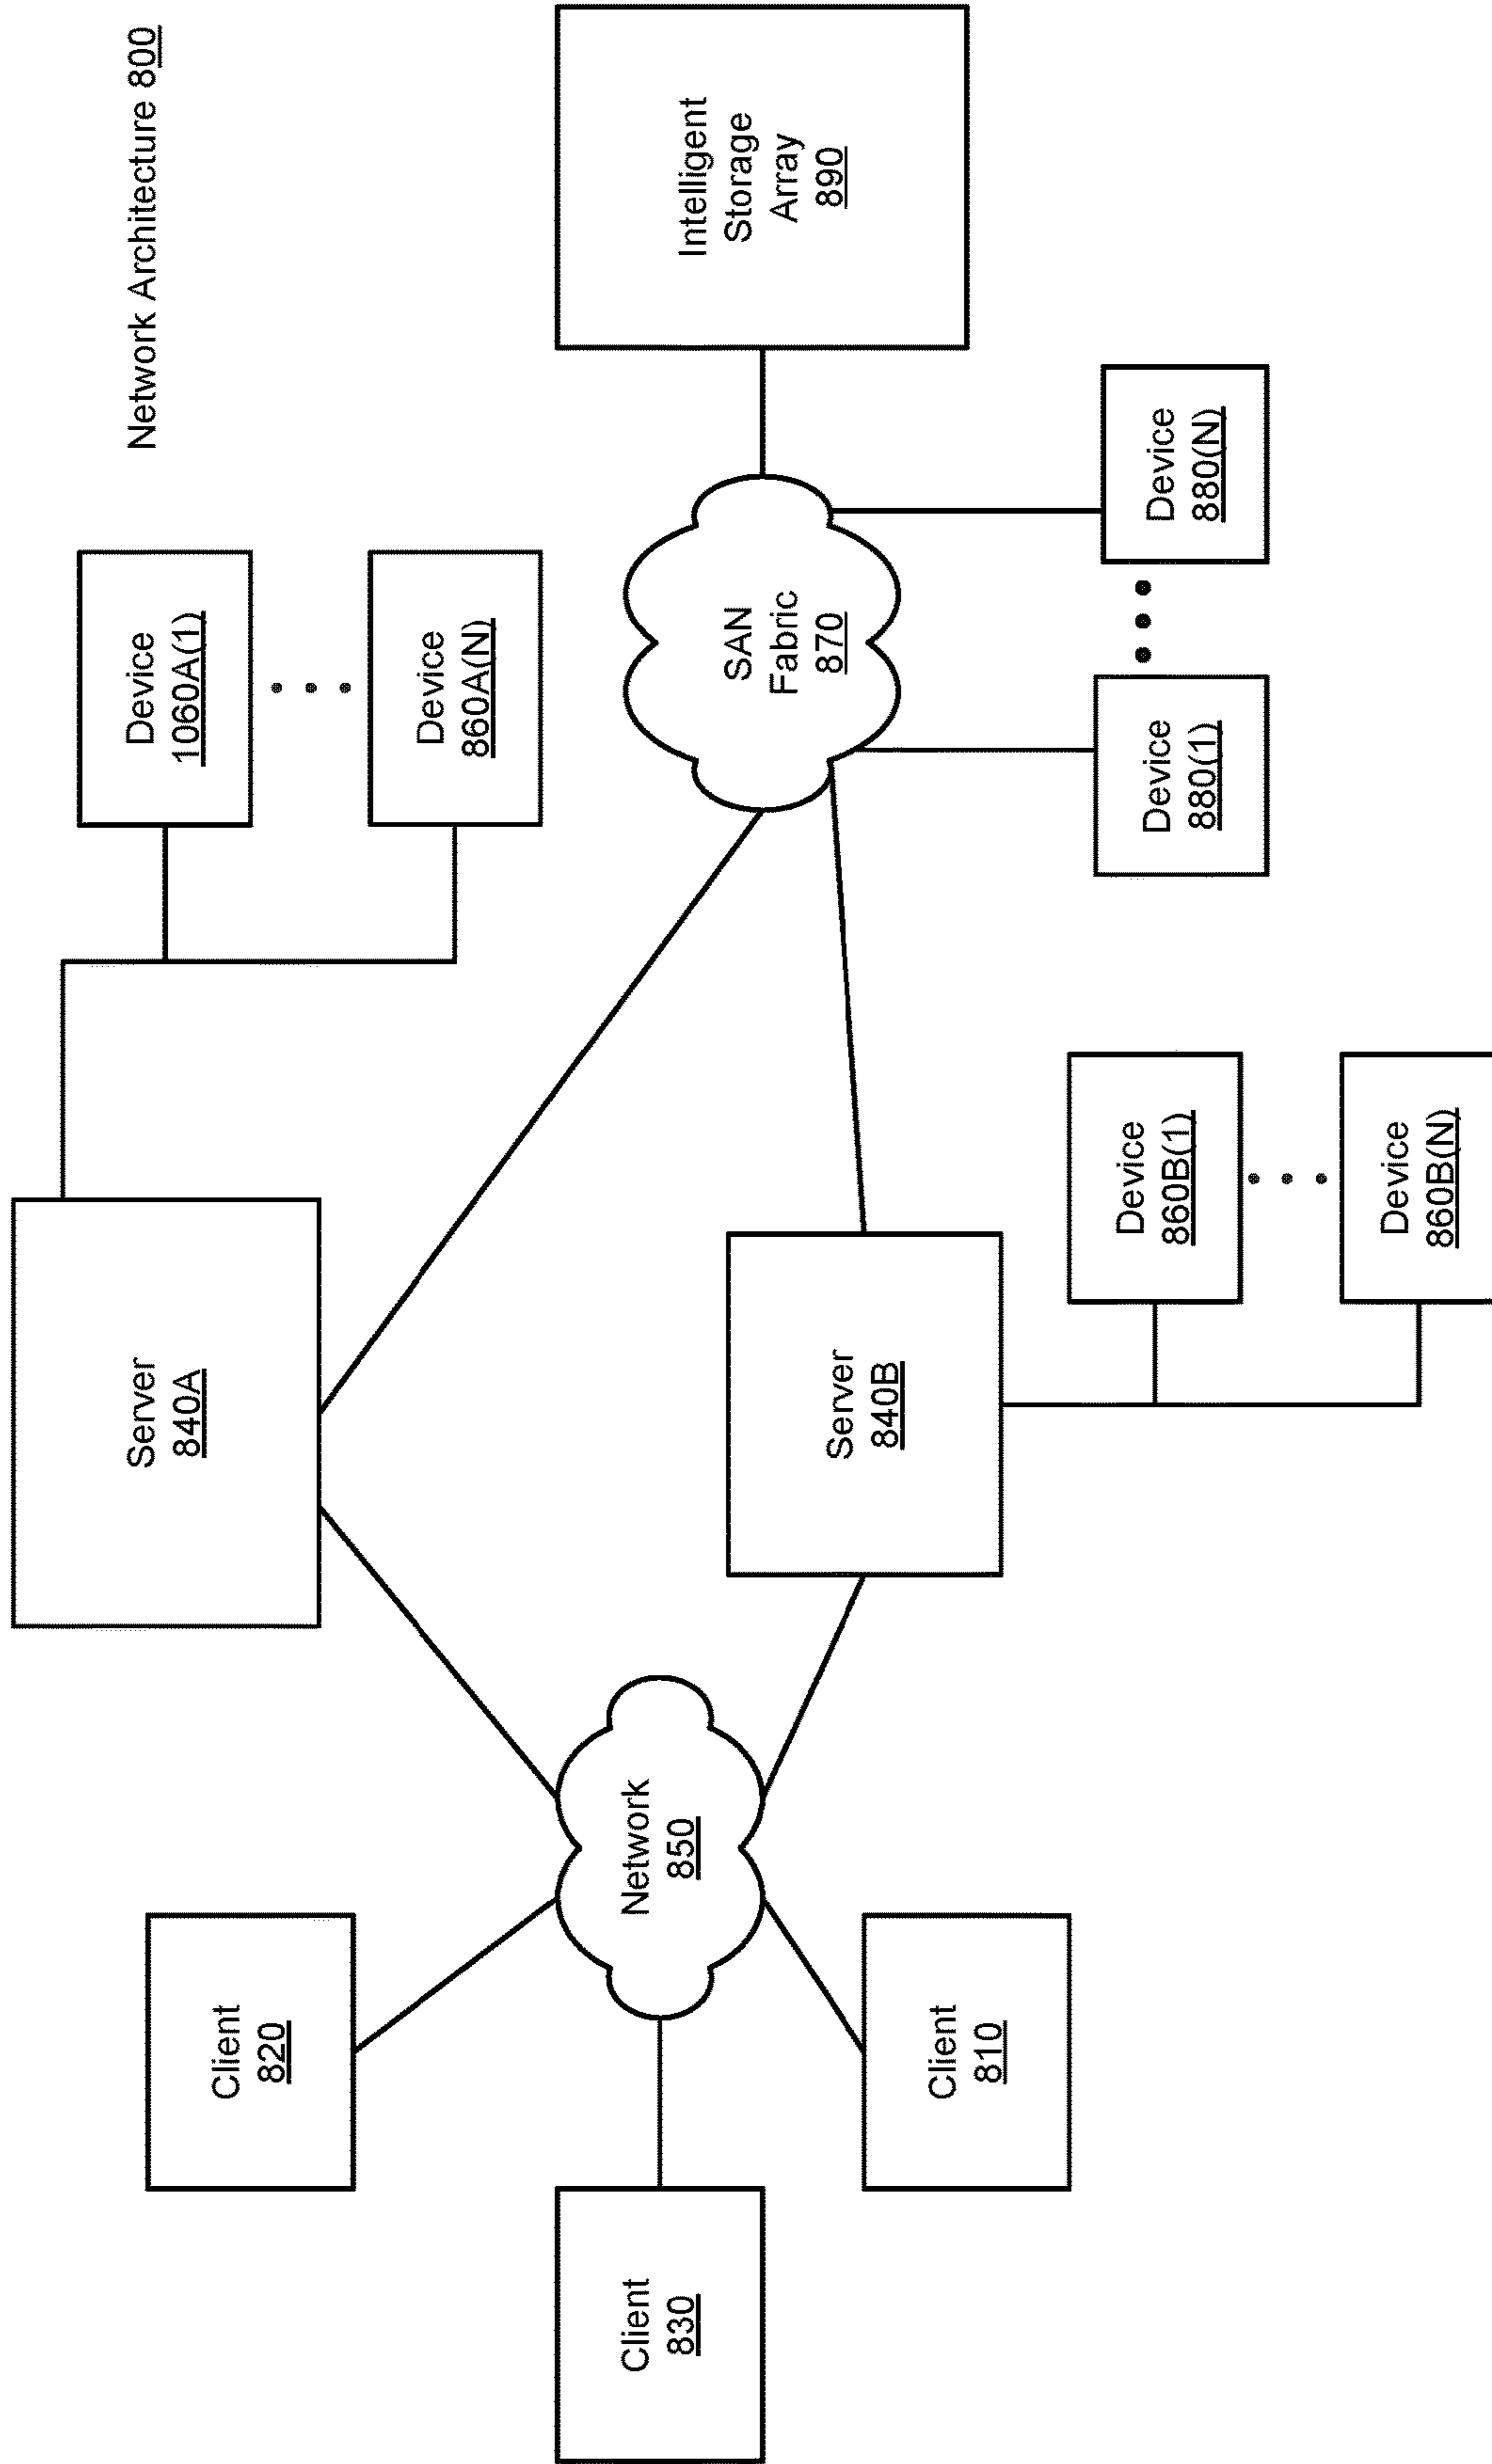 Network Architecture 800
Device
1060A(1)
Device
860A(N)
Server
840A
Client
820
Intelligent
Storage
Array
890
SAN
Fabric
870
Network
850
Client
830
Server
840B
Client
810
Device
880(1)
Device
880(N)
Device
860B(1)
Device
860B(N)